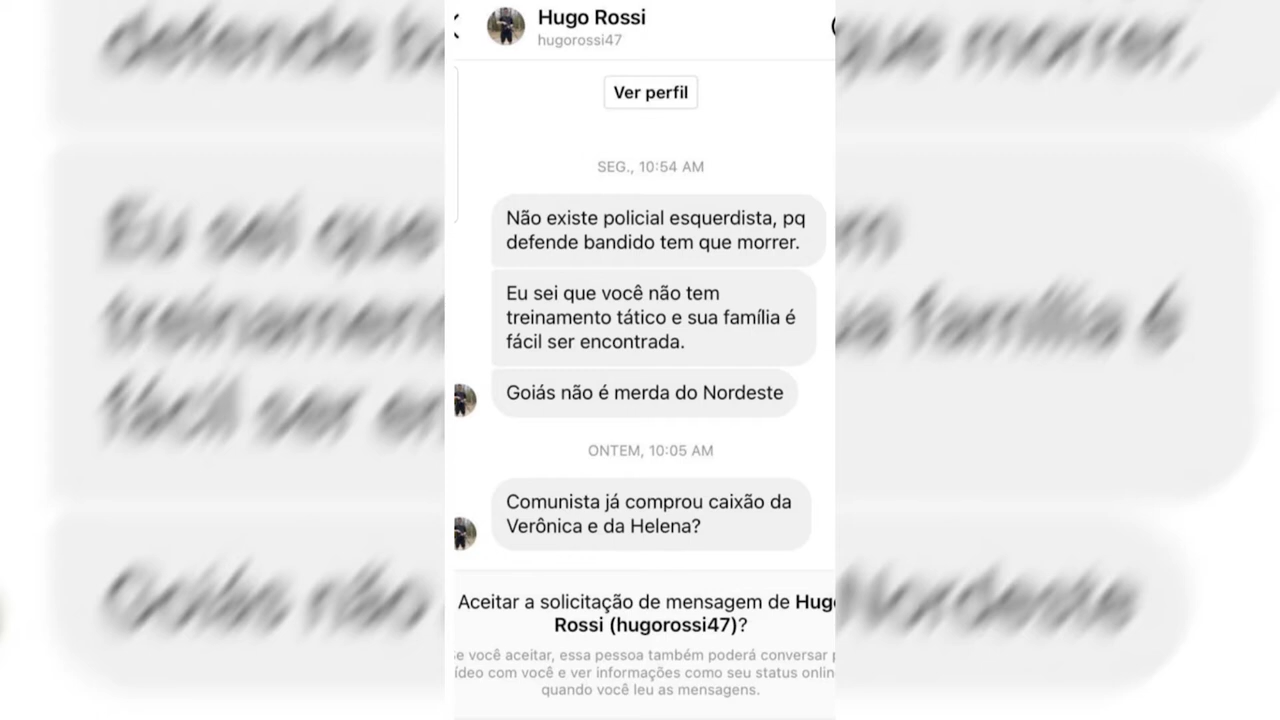 Hugo Rossi
hugorossi47
Ver perfil
SEG., 10:54 AM
Não existe policial esquerdista, pq
defende bandido tem que morrer.
Eu sei que você não tem
treinamento tático e sua família é
fácil ser encontrada.
Goiás não é merda do Nordeste
ONTEM, 10:05 AM
Comunista já comprou caixão da
Verônica e da Helena?
Aceitar a solicitação de mensagem de Hugo
Rossi (hugorossi47)?
se você aceitar, essa pessoa também poderá conversar p
ídeo com você e ver informações como seu status onlin
quando você leu as mensagens.